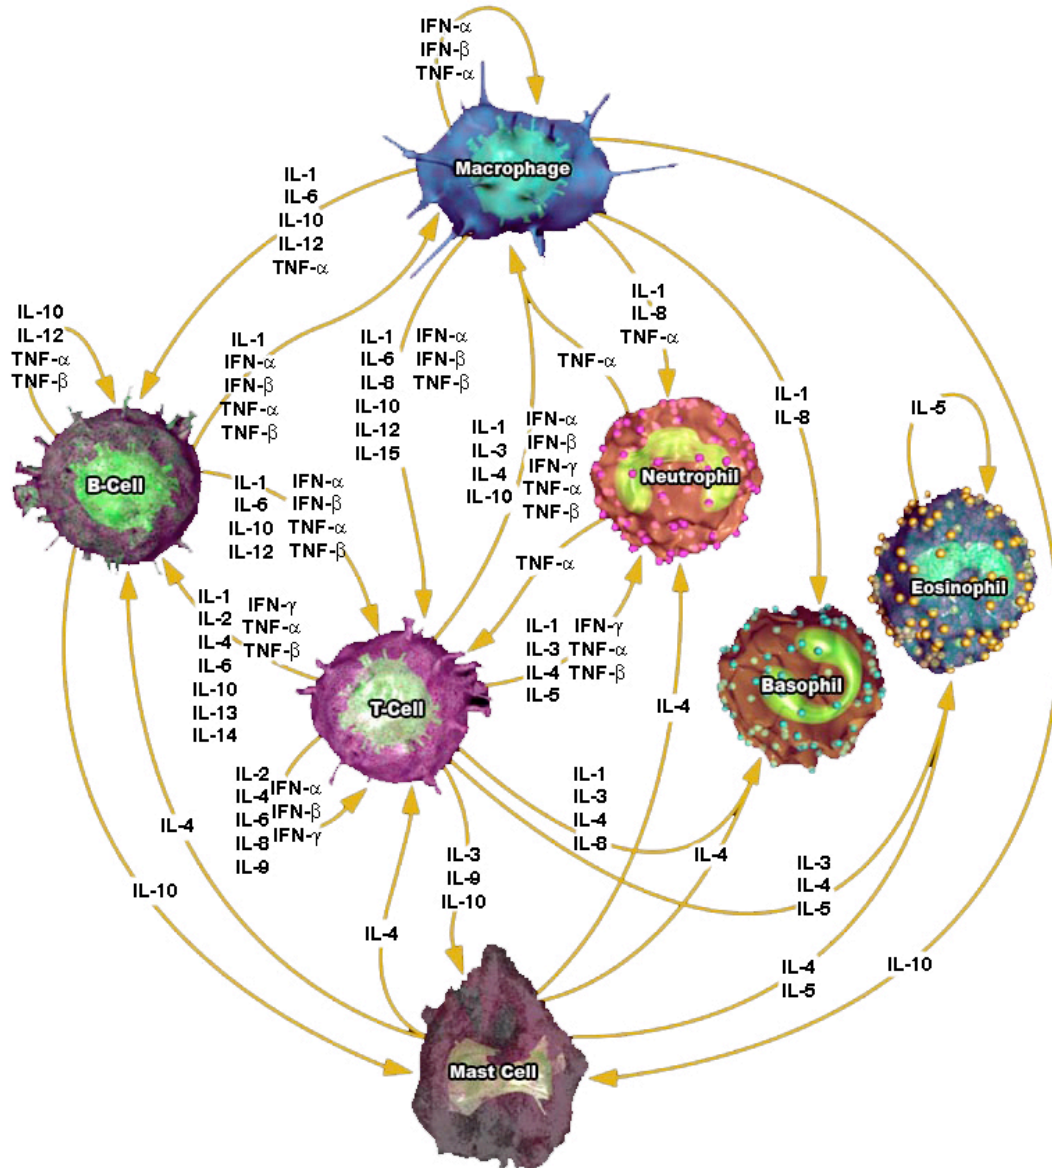 IFN-α
IFN-β
TNF-α
Macrophage
IL-1
IL-6
IL-10
IL-12
TNF-α
IL-10
IL-12
TNF-α
TNF-β
IL-1
IFN-α
IFN-β
TNF-α
TNF-β
IL-1
IL-6
IL-8
IL-10
IL-12
IL-15
IFN-α
IFN-β
TNF-β
IL-1
IL-8
TNF-α
TNF-α
IL-1
IL-8
IL-5
IL-1
IL-3
IL-4
IL-10
IFN-α
IFN-β
IFN-γ
TNF-α
TNF-β
B-Cell
Neutrophil
Eosinophil
IL-1
IL-6
IL-10
IL-12
IFN-α
IFN-β
TNF-α
TNF-β
TNF-α
IL-1
IL-2
IL-4
IL-6
IL-10
IL-13
IL-14
IFN-γ
TNF-α
TNF-β
IL-1
IL-3
IL-4
IL-5
IFN-γ
TNF-α
TNF-β
T-Cell
Basophil
IL-4
IL-2
IL-4
IL-6
IL-8
IL-9
IFN-α
IFN-β
IFN-γ
IL-1
IL-3
IL-4
IL-8
IL-4
IL-10
IL-3
IL-9
IL-10
IL-4
IL-3
IL-4
IL-5
IL-4
IL-4
IL-5
IL-10
Mast Cell